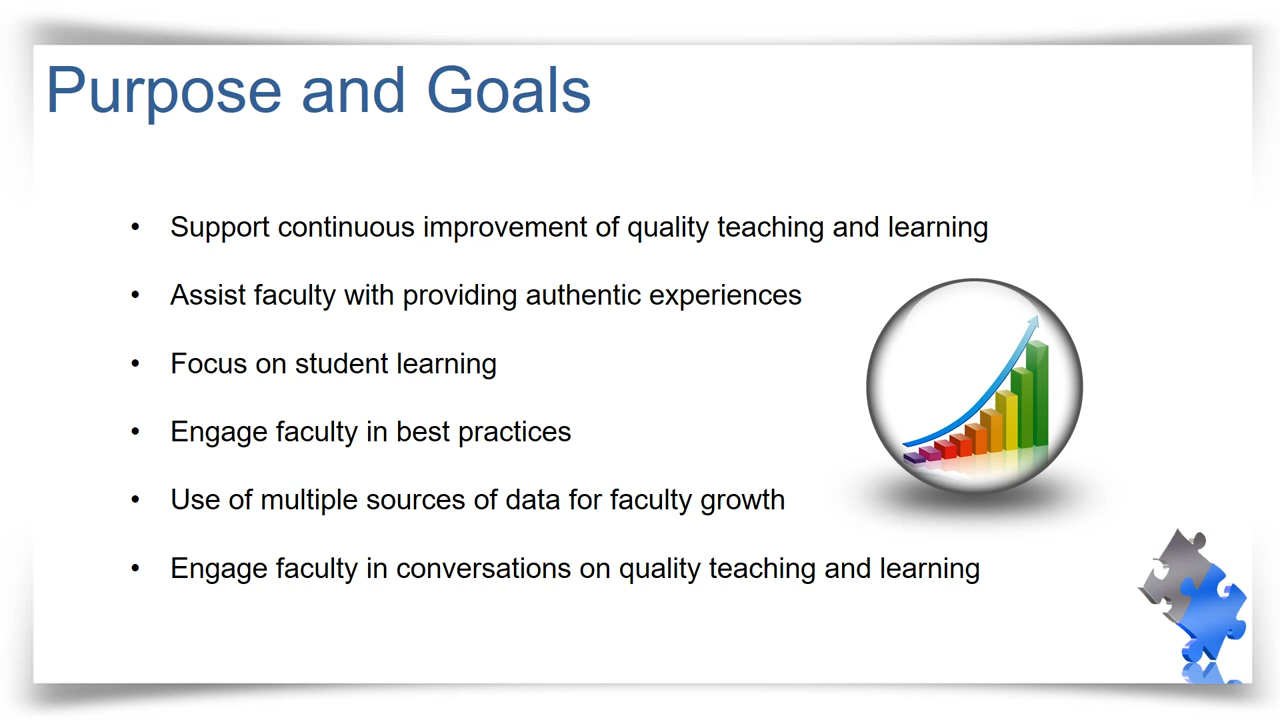 Purpose and Goals
• Support continuous improvement of quality teaching and learning
• Assist faculty with providing authentic experiences
• Focus on student learning
• Engage faculty in best practices
• Use of multiple sources of data for faculty growth
• Engage faculty in conversations on quality teaching and learning